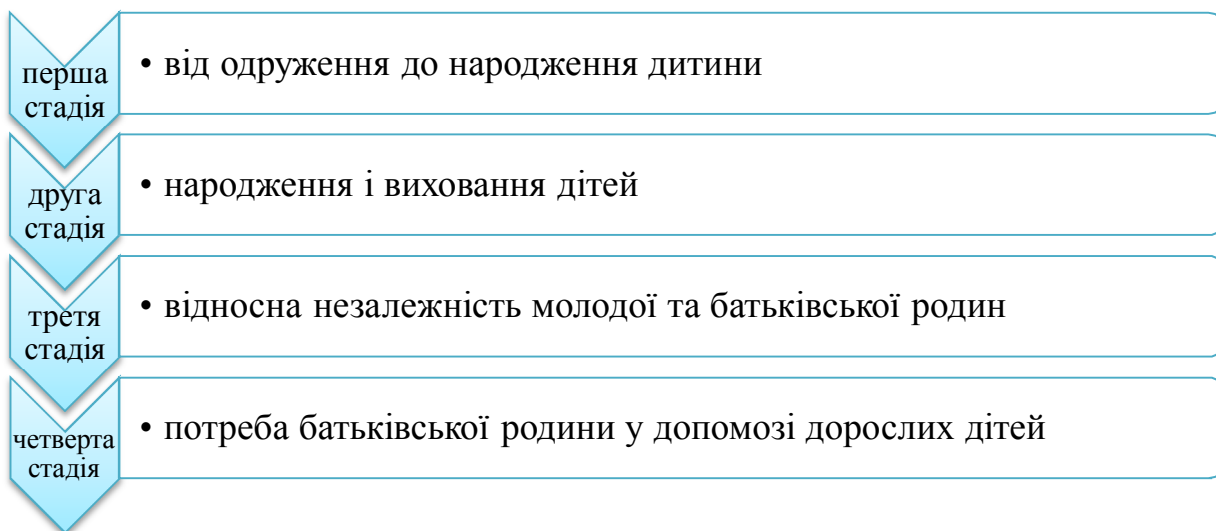 перша
стадія
• від одруження до народження дитини
друга
стадія
• народження і виховання дітей
третя
стадія
• відносна незалежність молодої та батьківської родин
четверта
стадія
• потреба батьківської родини у допомозі дорослих дітей